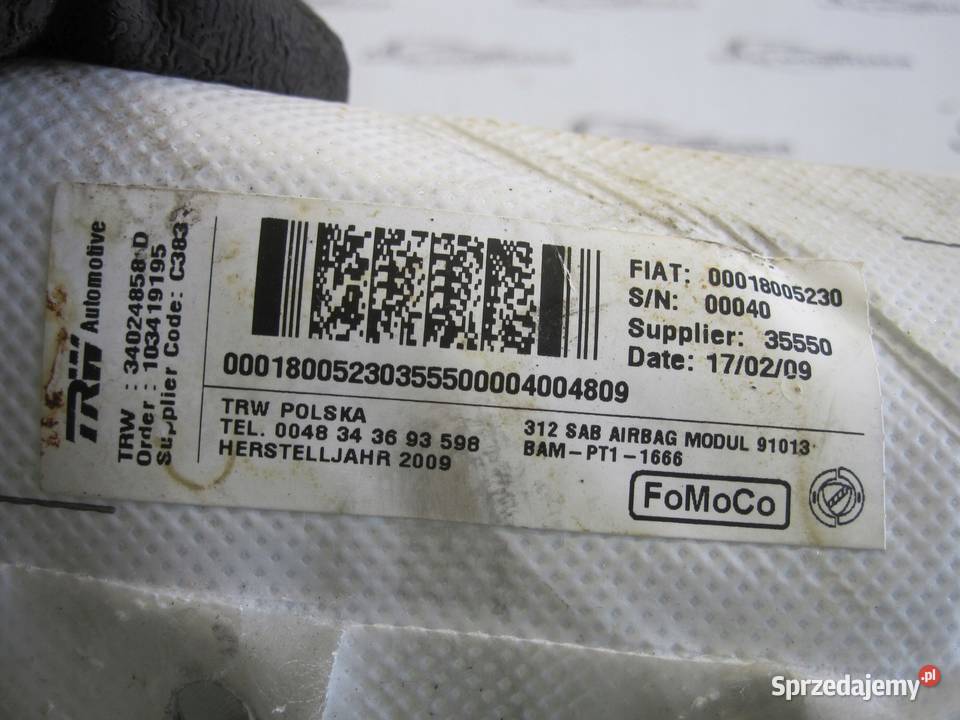 TRW Automotive
TRW : 34024858 D
Order : 103419195
Supplier Code: C383
FIAT: 00018005230
S/N: 00040
Supplier: 35550
Date: 17/02/09
00018005230355500004004809
TRW POLSKA
TEL. 0048 34 36 93 598
HERSTELLJAHR 2009
312 SAB AIRBAG MODUL 91013
BAM-PT1-1666
FoMoCo
Sprzedajemy.pl